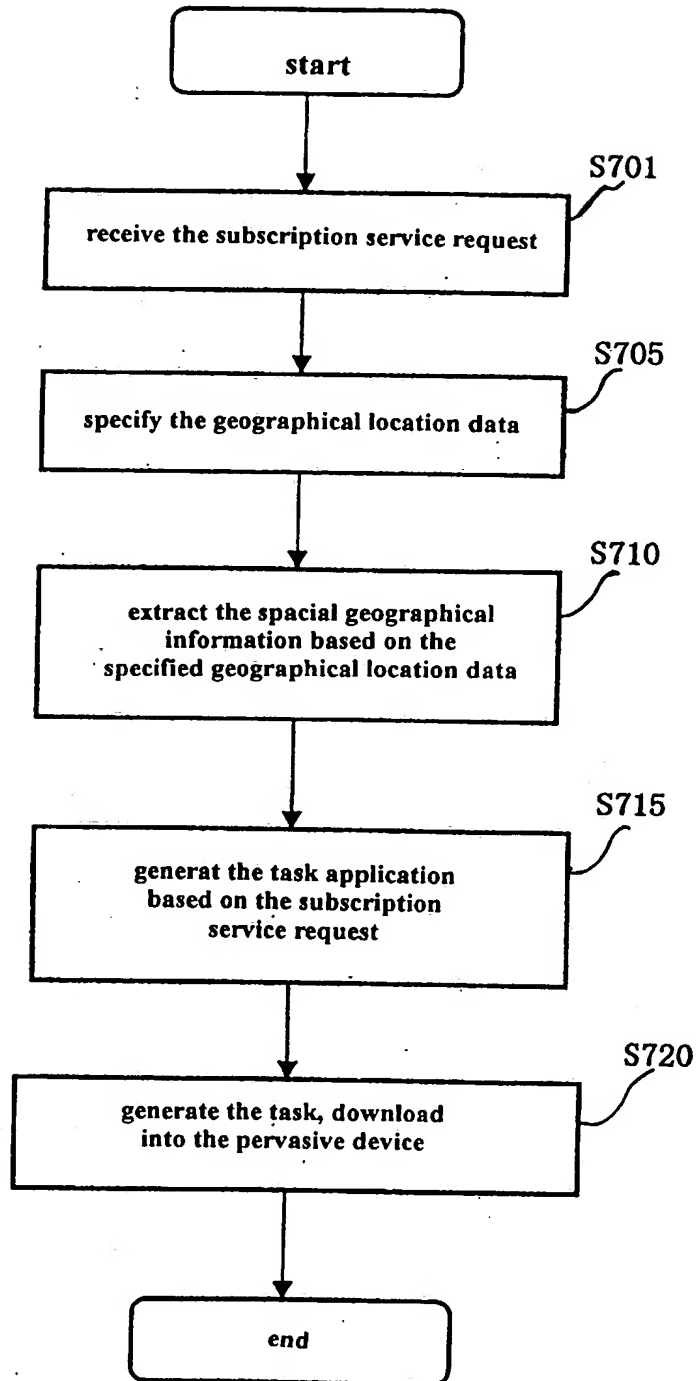 start
S701
receive the subscription service request
S705
specify the geographical location data
S710
extract the spacial geographical
information based on the
specified geographical location data
S715
generat the task application
based on the subscription
service request
S720
generate the task, download
into the pervasive device
end